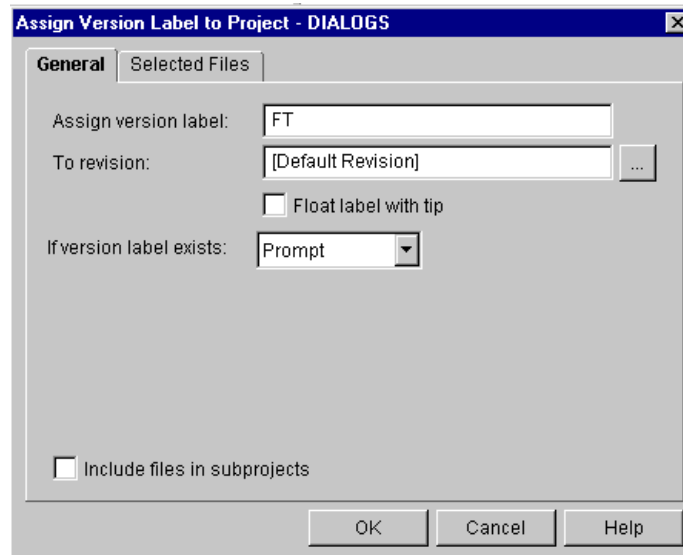 Assign Version Label to Project - DIALOGS
General Selected Files
Assign version label: FT
To revision: [Default Revision] ...
Float label with tip
If version label exists: Prompt
Include files in subprojects
OK Cancel Help